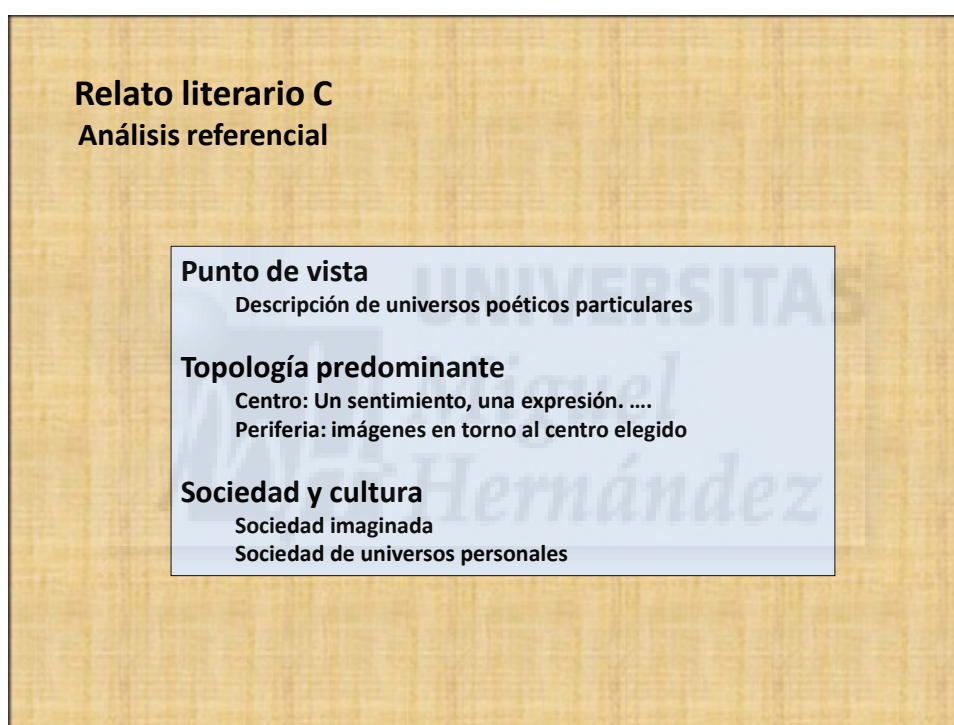 Relato literario C
Análisis referencial
Punto de vista
Descripción de universos poéticos particulares
Topología predominante
Centro: Un sentimiento, una expresión. ....
Periferia: imágenes en torno al centro elegido
Sociedad y cultura
Sociedad imaginada
Sociedad de universos personales
UNIVERSITAS
Miguel
Hernández